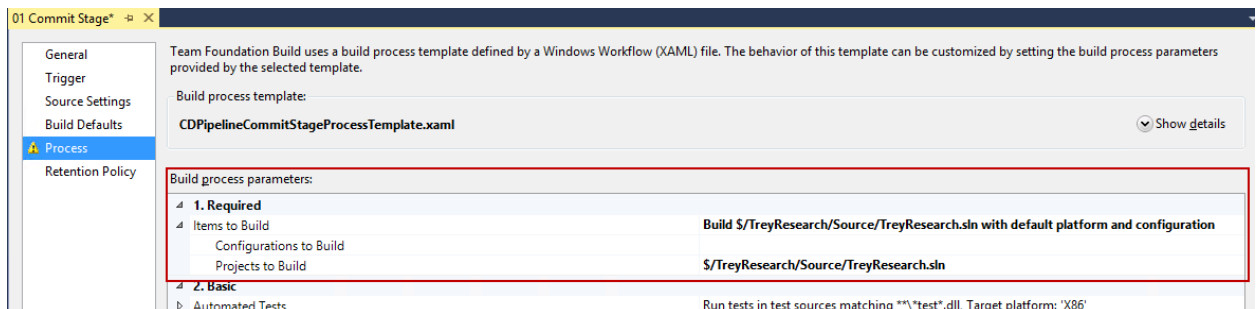 01 Commit Stage*
General
Trigger
Source Settings
Build Defaults
Process
Retention Policy
Team Foundation Build uses a build process template defined by a Windows Workflow (XAML) file. The behavior of this template can be customized by setting the build process parameters
provided by the selected template.
Build process template:
CDPipelineCommitStageProcessTemplate.xaml
Show details
Build process parameters:
1. Required
Items to Build Build $/TreyResearch/Source/TreyResearch.sln with default platform and configuration
Configurations to Build
Projects to Build $/TreyResearch/Source/TreyResearch.sln
2. Basic
Automated Tests Run tests in test sources matching **\*test*.dll, Target platform: 'X86'